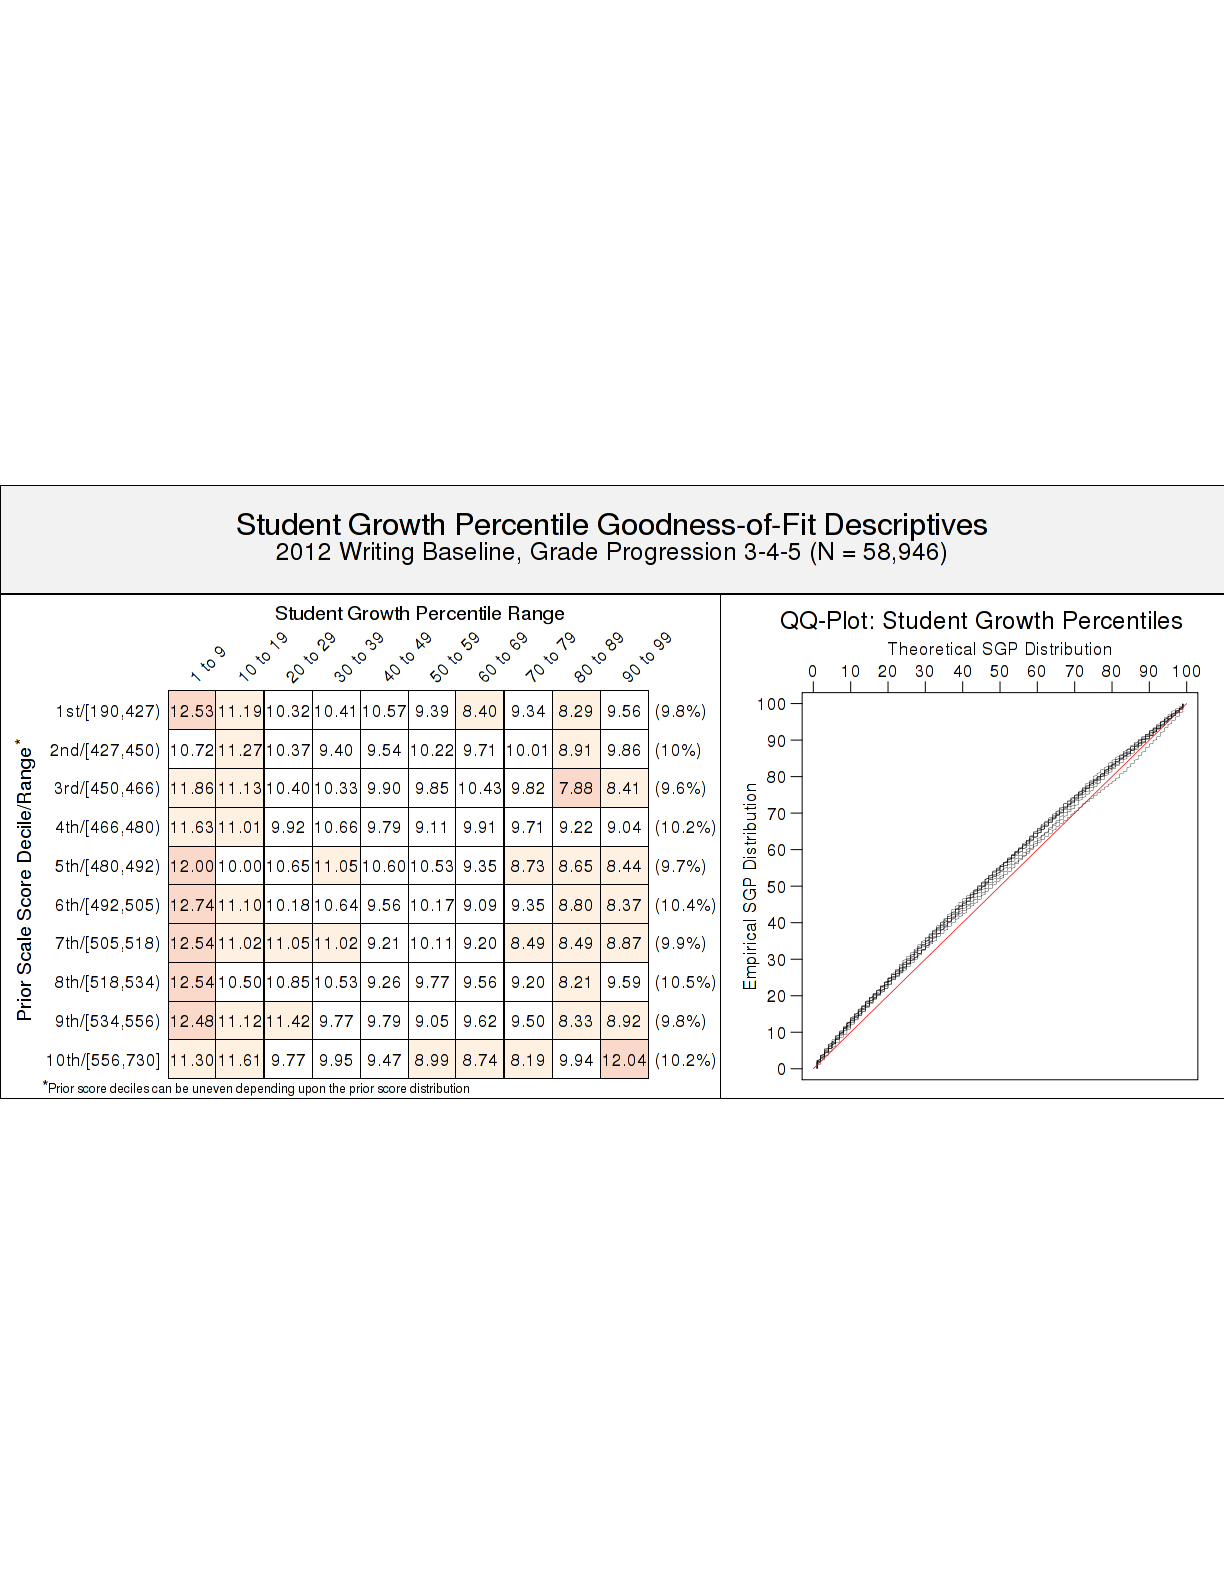 Student Growth Percentile Goodness-of-Fit Descriptives
2012 Writing Baseline, Grade Progression 3-4-5 (N = 58,946)
Student Growth Percentile Range
1 to 9 10 to 19 20 to 29 30 to 39 40 to 49 50 to 59 60 to 69 70 to 79 80 to 89 90 to 99
Prior Scale Score Decile/Range*
1st/[190,427) 12.53 11.19 10.32 10.41 10.57 9.39 8.40 9.34 8.29 9.56 (9.8%)
2nd/[427,450) 10.72 11.27 10.37 9.40 9.54 10.22 9.71 10.01 8.91 9.86 (10%)
3rd/[450,466) 11.86 11.13 10.40 10.33 9.90 9.85 10.43 9.82 7.88 8.41 (9.6%)
4th/[466,480) 11.63 11.01 9.92 10.66 9.79 9.11 9.91 9.71 9.22 9.04 (10.2%)
5th/[480,492) 12.00 10.00 10.65 11.05 10.60 10.53 9.35 8.73 8.65 8.44 (9.7%)
6th/[492,505) 12.74 11.10 10.18 10.64 9.56 10.17 9.09 9.35 8.80 8.37 (10.4%)
7th/[505,518) 12.54 11.02 11.05 11.02 9.21 10.11 9.20 8.49 8.49 8.87 (9.9%)
8th/[518,534) 12.54 10.50 10.85 10.53 9.26 9.77 9.56 9.20 8.21 9.59 (10.5%)
9th/[534,556) 12.48 11.12 11.42 9.77 9.79 9.05 9.62 9.50 8.33 8.92 (9.8%)
10th/[556,730] 11.30 11.61 9.77 9.95 9.47 8.99 8.74 8.19 9.94 12.04 (10.2%)
*Prior score deciles can be uneven depending upon the prior score distribution
QQ-Plot: Student Growth Percentiles
Theoretical SGP Distribution
0 10 20 30 40 50 60 70 80 90 100
Empirical SGP Distribution
100
90
80
70
60
50
40
30
20
10
0